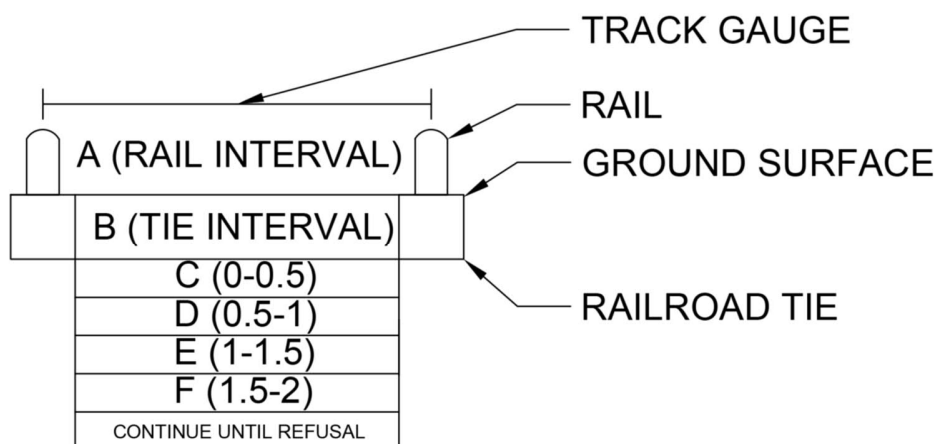 TRACK GAUGE
RAIL
A (RAIL INTERVAL)
GROUND SURFACE
B (TIE INTERVAL)
C (0-0.5)
RAILROAD TIE
D (0.5-1)
E (1-1.5)
F (1.5-2)
CONTINUE UNTIL REFUSAL